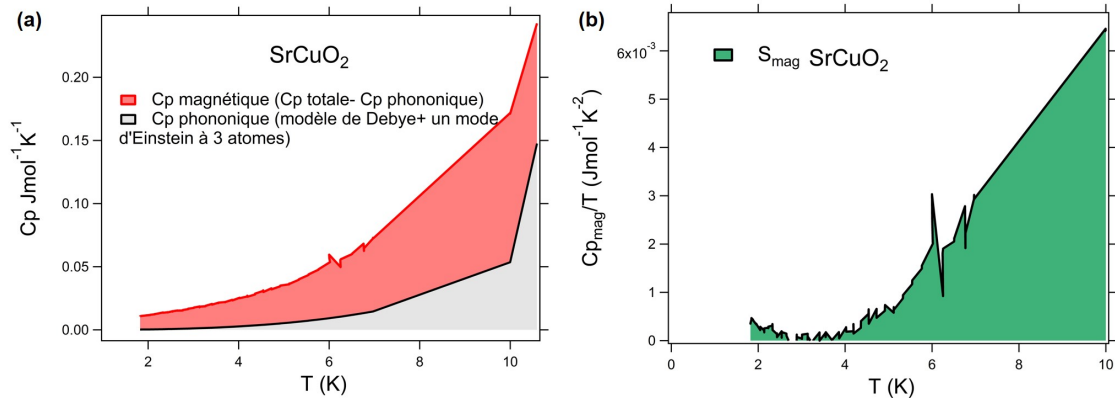 (a)
SrCuO₂
Cp magnétique (Cp totale- Cp phononique)
Cp phononique (modèle de Debye+ un mode
d'Einstein à 3 atomes)
Cp Jmol⁻¹K⁻¹
0.20
0.15
0.10
0.05
0.00
2 4 6 8 10
T (K)
(b)
Smag SrCuO₂
Cpmag/T (Jmol⁻¹K⁻²)
6x10⁻³
5
4
3
2
1
0
0 2 4 6 8 10
T (K)